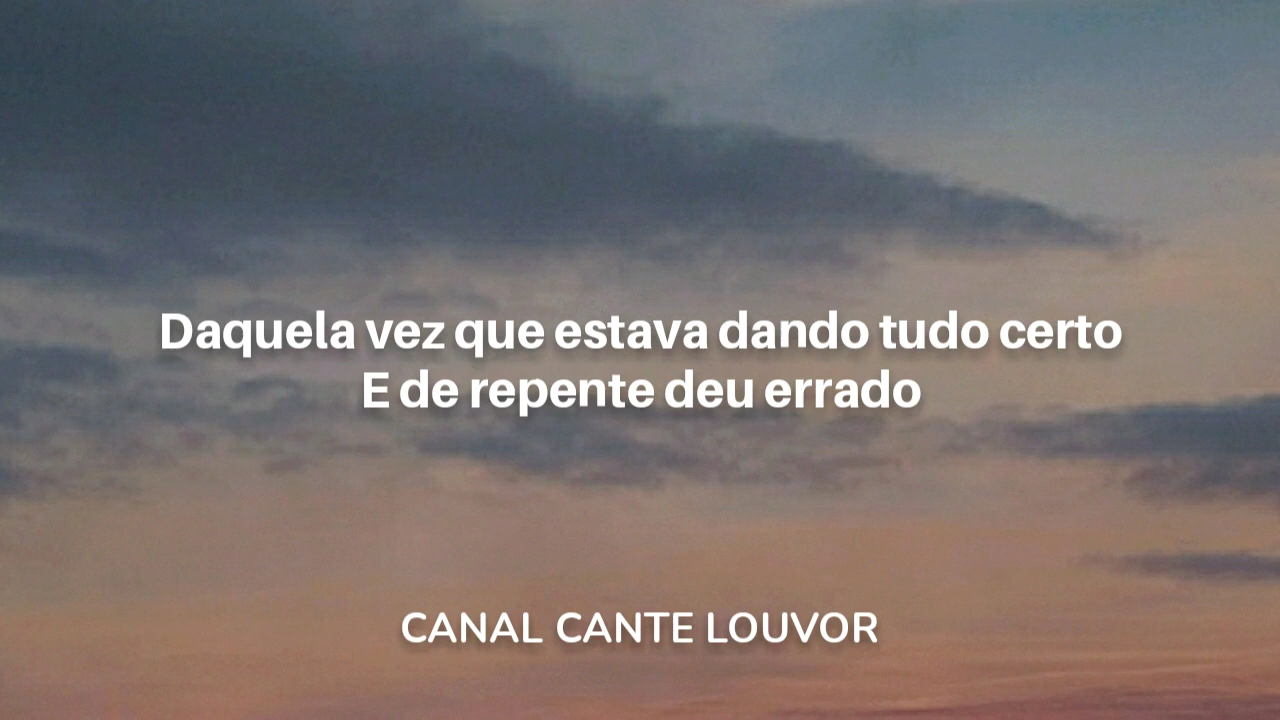 Daquela vez que estava dando tudo certo
E de repente deu errado
CANAL CANTE LOUVOR